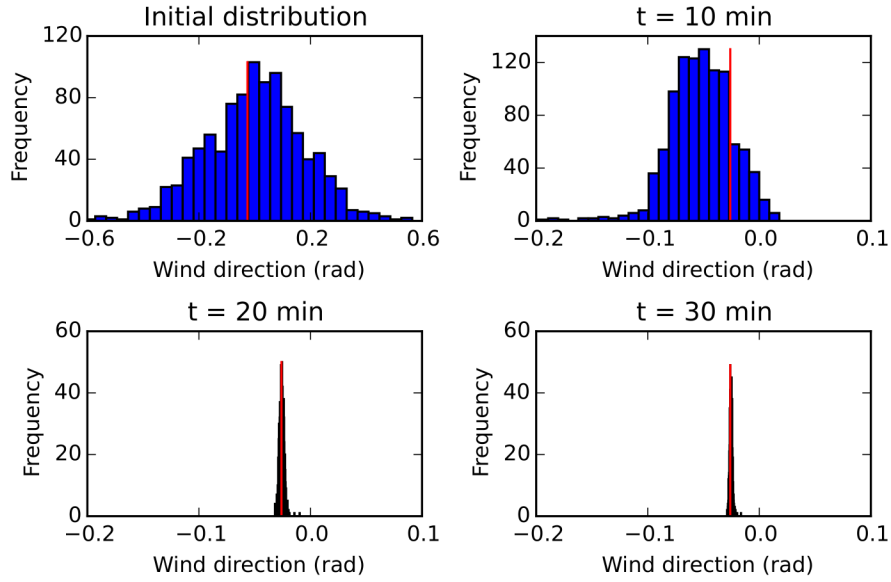 Initial distribution
Frequency
120
80
40
0
−0.6
−0.2
0.2
0.6
Wind direction (rad)
t = 10 min
Frequency
120
80
40
0
−0.2
−0.1
0.0
0.1
Wind direction (rad)
t = 20 min
Frequency
60
40
20
0
−0.2
−0.1
0.0
0.1
Wind direction (rad)
t = 30 min
Frequency
60
40
20
0
−0.2
−0.1
0.0
0.1
Wind direction (rad)